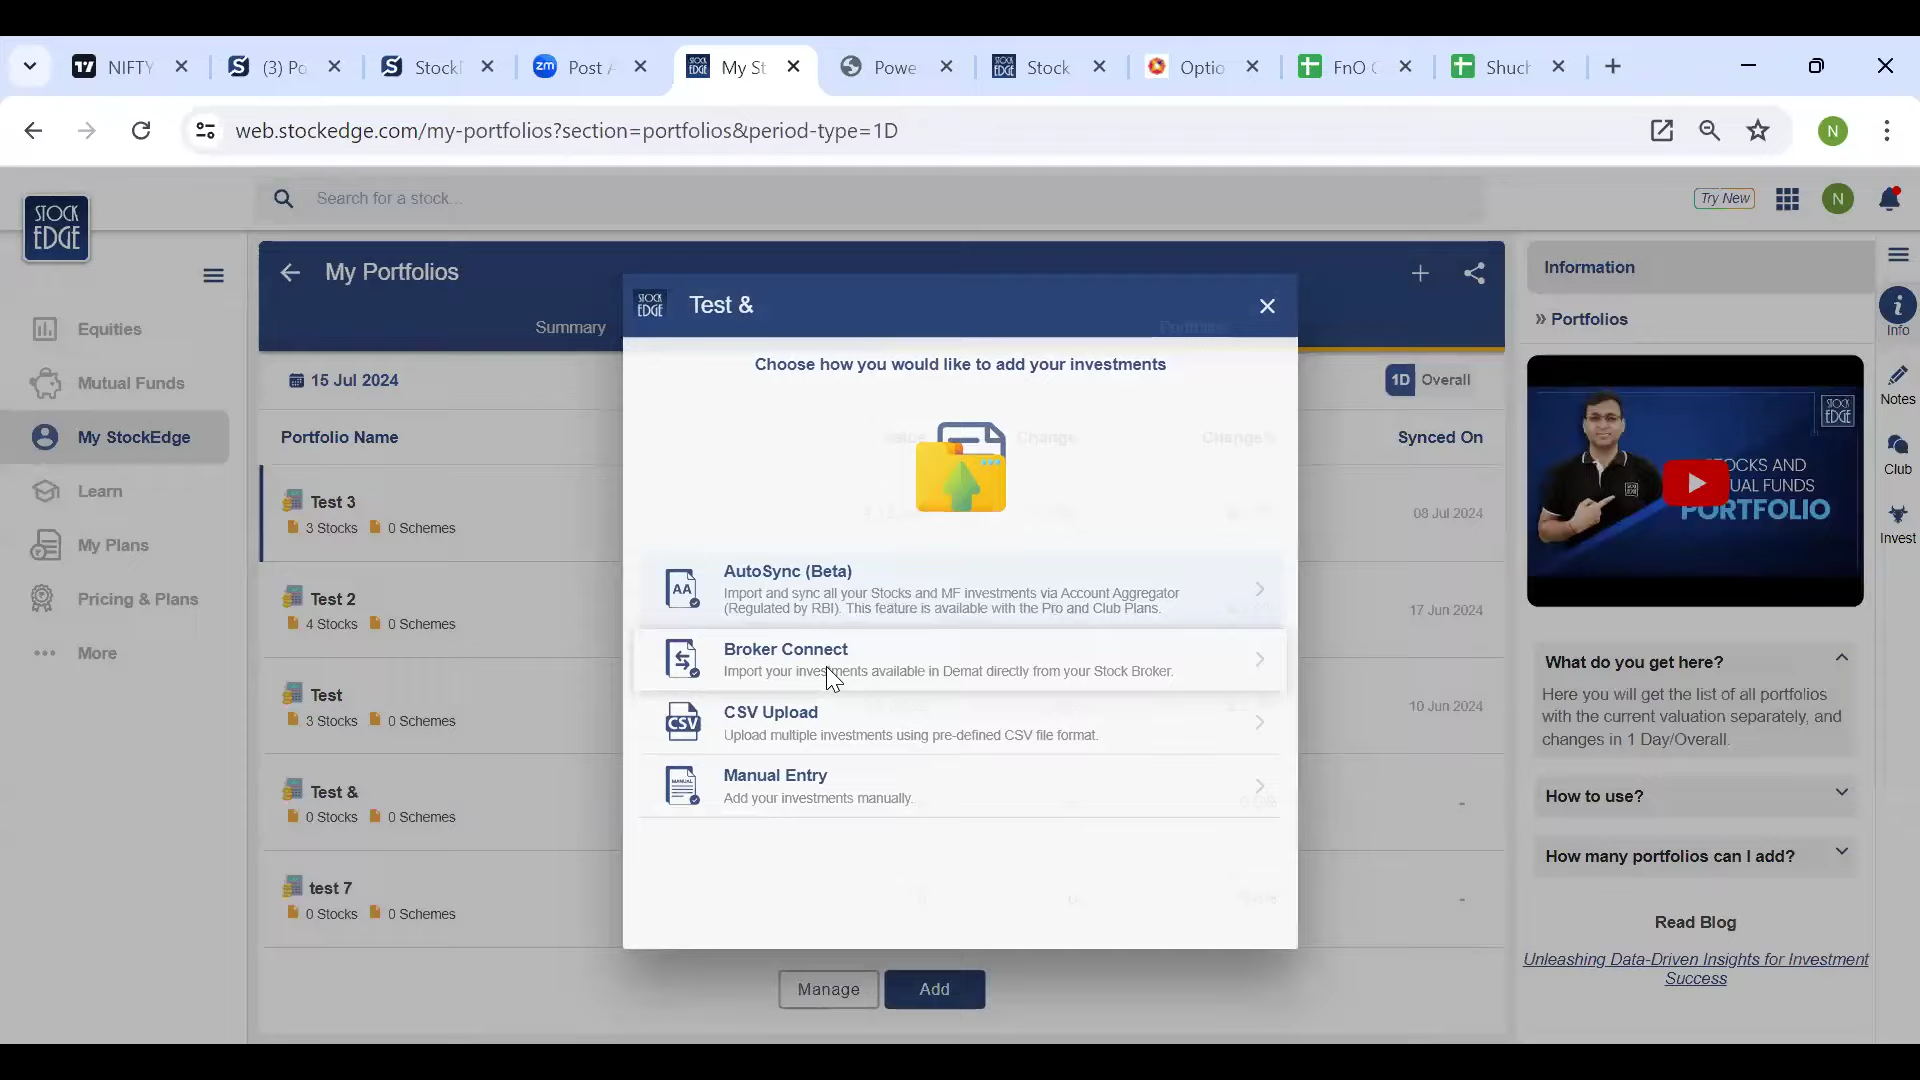 NIFTY
(3) Po
Stockl
Post A
My St
Powe
Stock
Optio
FnO C
Shuch
web.stockedge.com/my-portfolios?section=portfolios&period-type=1D
N
STOCK
EDGE
Search for a stock...
Try New
N
My Portfolios
Summary
Information
Equities
Mutual Funds
My StockEdge
Learn
My Plans
Pricing & Plans
More
15 Jul 2024
1D Overall
Portfolio Name
Synced On
Test 3
3 Stocks 0 Schemes
08 Jul 2024
Test 2
4 Stocks 0 Schemes
17 Jun 2024
Test
3 Stocks 0 Schemes
10 Jun 2024
Test &
0 Stocks 0 Schemes
-
test 7
0 Stocks 0 Schemes
-
Manage
Add
STOCK
EDGE
Test &
Choose how you would like to add your investments
Value
Change
Change%
AA
AutoSync (Beta)
Import and sync all your Stocks and MF investments via Account Aggregator
(Regulated by RBI). This feature is available with the Pro and Club Plans.
Broker Connect
Import your investments available in Demat directly from your Stock Broker.
CSV
CSV Upload
Upload multiple investments using pre-defined CSV file format.
MANUAL
Manual Entry
Add your investments manually.
» Portfolios
STOCK
EDGE
STOCKS AND
UAL FUNDS
PORTFOLIO
What do you get here?
Here you will get the list of all portfolios
with the current valuation separately, and
changes in 1 Day/Overall.
How to use?
How many portfolios can I add?
Read Blog
Unleashing Data-Driven Insights for Investment
Success
Info
Notes
Club
Invest